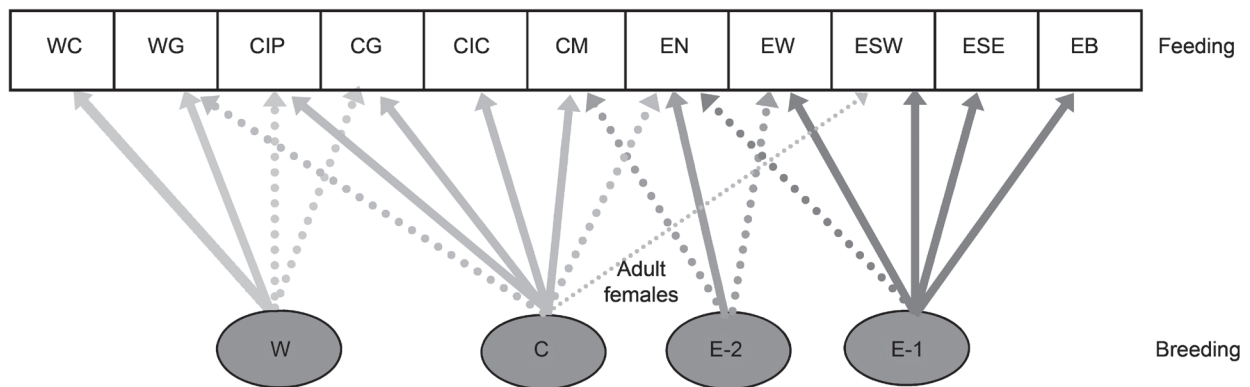 WC WG CIP CG CIC CM EN EW ESW ESE EB Feeding
Adult
females
W C E-2 E-1 Breeding